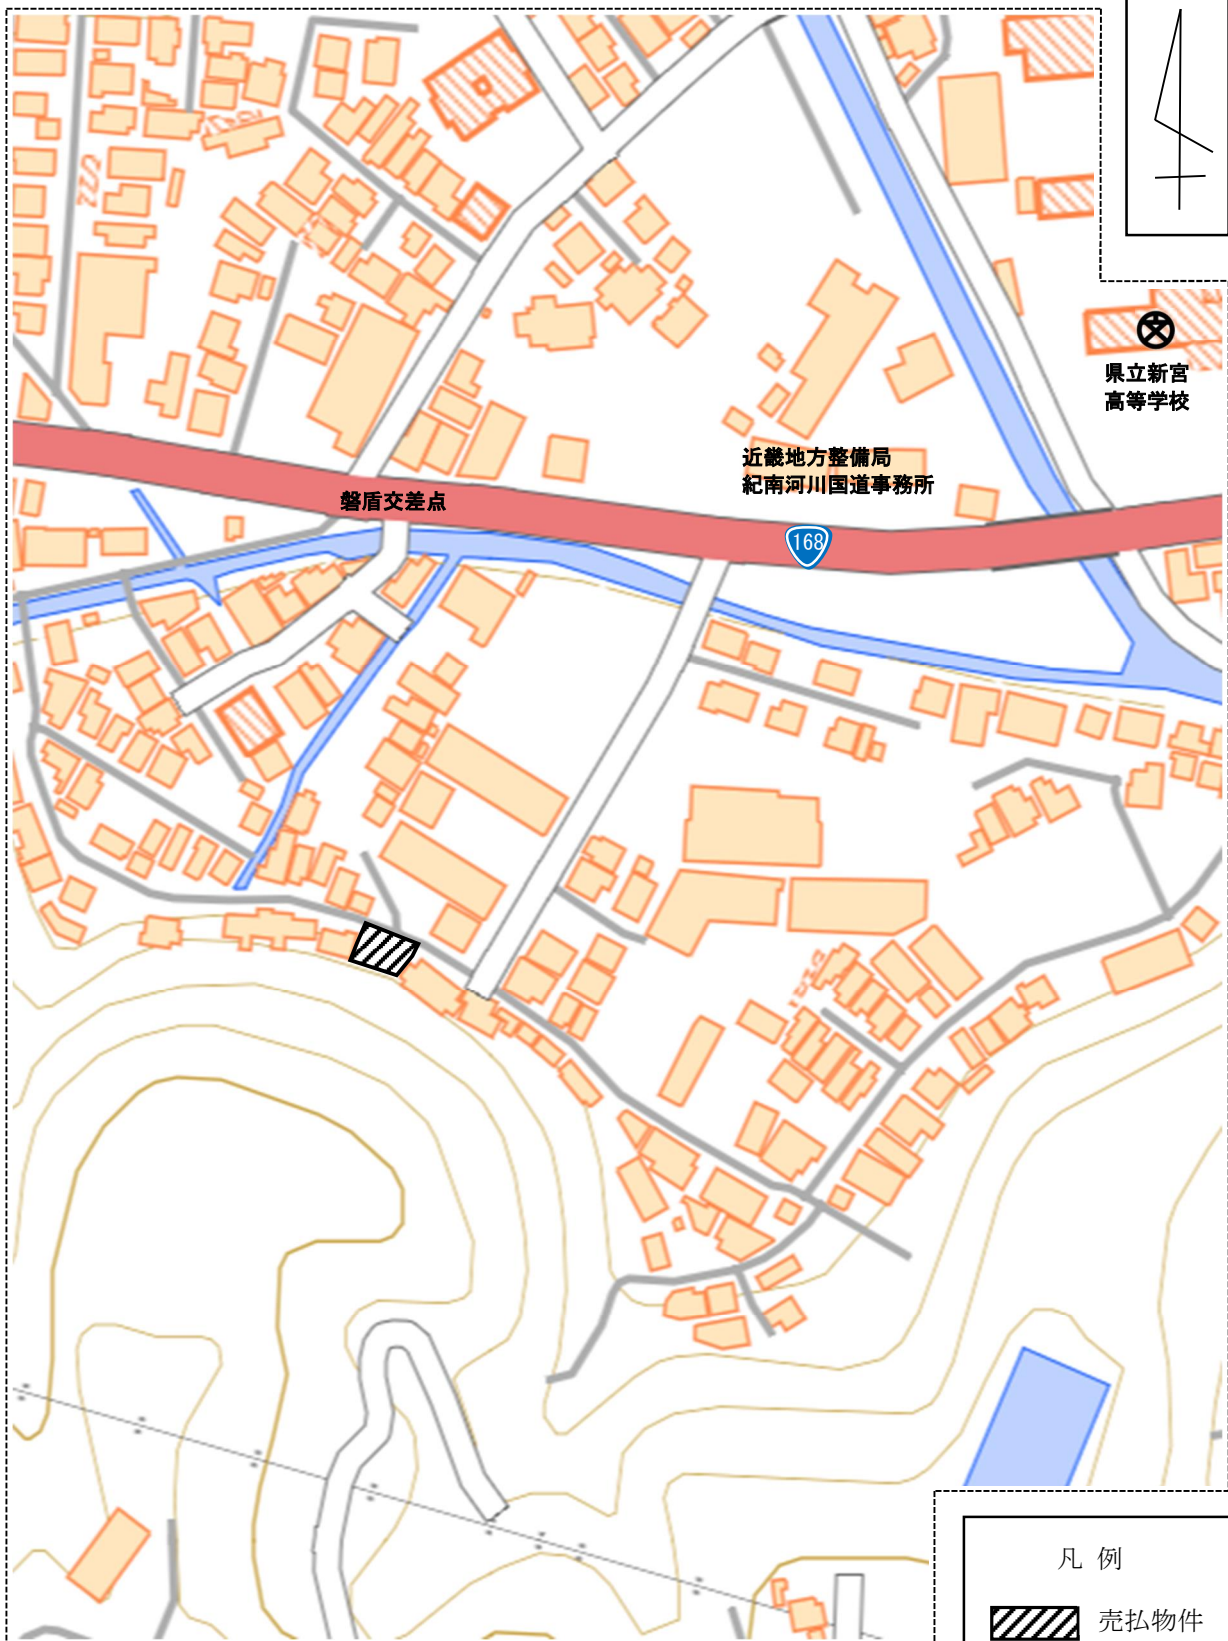 県立新宮
高等学校
近畿地方整備局
紀南河川国道事務所
磐盾交差点
168
凡 例
売払物件